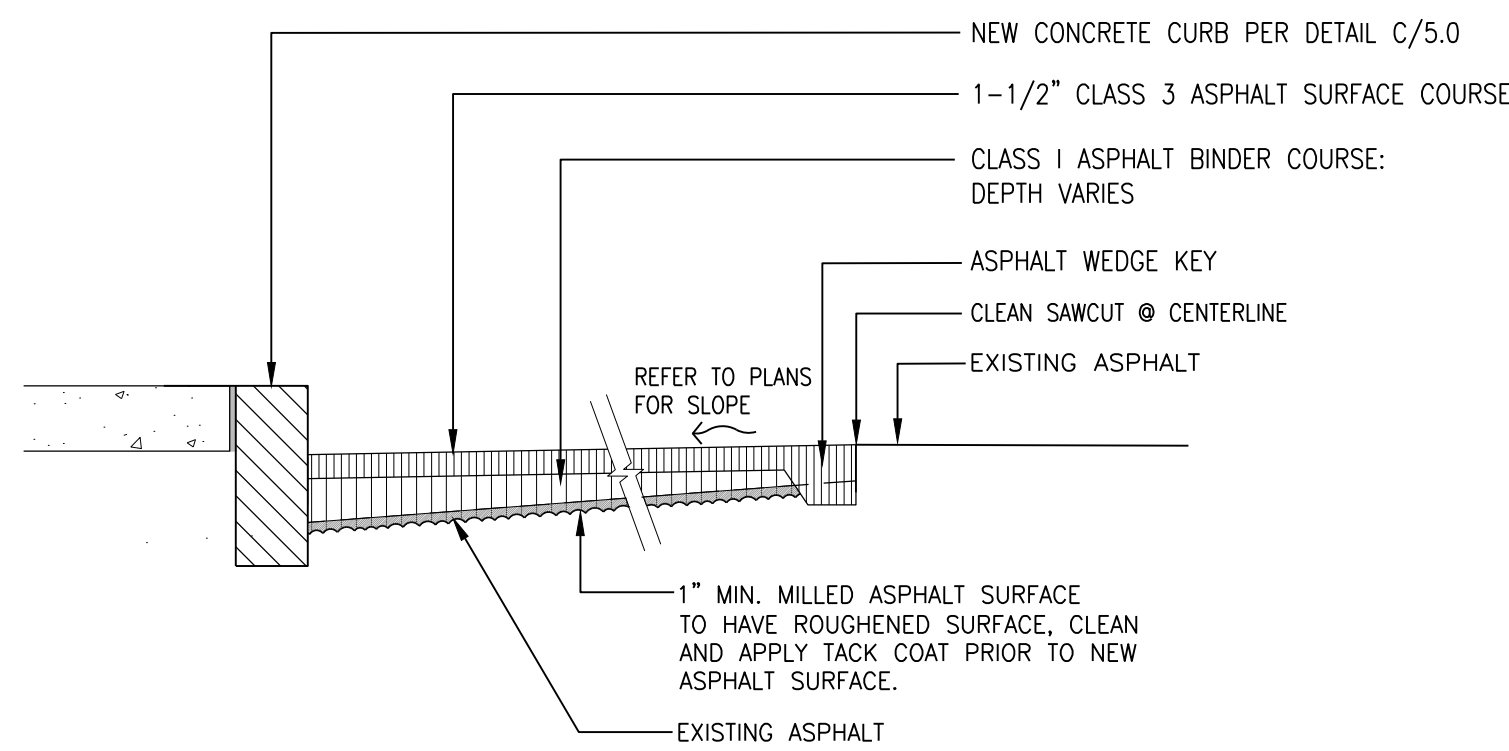 NEW CONCRETE CURB PER DETAIL C/5.0
1-1/2" CLASS 3 ASPHALT SURFACE COURSE
CLASS I ASPHALT BINDER COURSE:
DEPTH VARIES
ASPHALT WEDGE KEY
CLEAN SAWCUT @ CENTERLINE
EXISTING ASPHALT
REFER TO PLANS
FOR SLOPE
1" MIN. MILLED ASPHALT SURFACE
TO HAVE ROUGHENED SURFACE, CLEAN
AND APPLY TACK COAT PRIOR TO NEW
ASPHALT SURFACE.
EXISTING ASPHALT